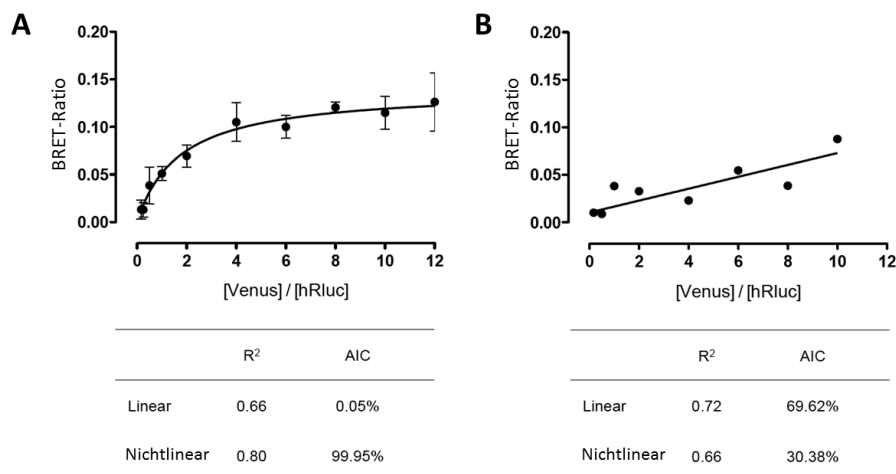 A
BRET-Ratio
0.20
0.15
0.10
0.05
0.00
0 2 4 6 8 10 12
[Venus] / [hRluc]
R² AIC
Linear 0.66 0.05%
Nichtlinear 0.80 99.95%
B
BRET-Ratio
0.20
0.15
0.10
0.05
0.00
0 2 4 6 8 10 12
[Venus] / [hRluc]
R² AIC
Linear 0.72 69.62%
Nichtlinear 0.66 30.38%